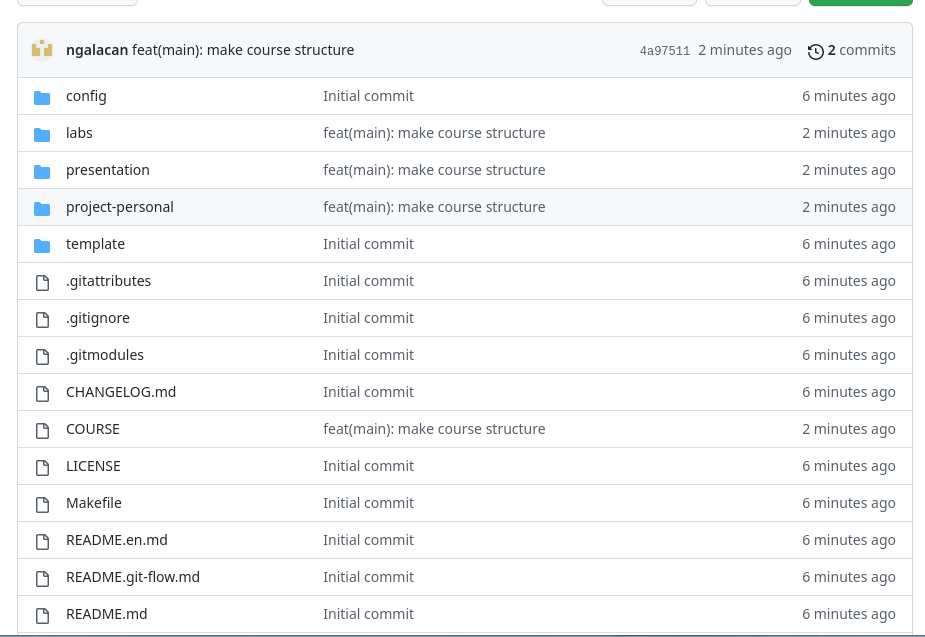 ngalacan feat(main): make course structure 4a97511 2 minutes ago 2 commits
config Initial commit 6 minutes ago
labs feat(main): make course structure 2 minutes ago
presentation feat(main): make course structure 2 minutes ago
project-personal feat(main): make course structure 2 minutes ago
template Initial commit 6 minutes ago
.gitattributes Initial commit 6 minutes ago
.gitignore Initial commit 6 minutes ago
.gitmodules Initial commit 6 minutes ago
CHANGELOG.md Initial commit 6 minutes ago
COURSE feat(main): make course structure 2 minutes ago
LICENSE Initial commit 6 minutes ago
Makefile Initial commit 6 minutes ago
README.en.md Initial commit 6 minutes ago
README.git-flow.md Initial commit 6 minutes ago
README.md Initial commit 6 minutes ago